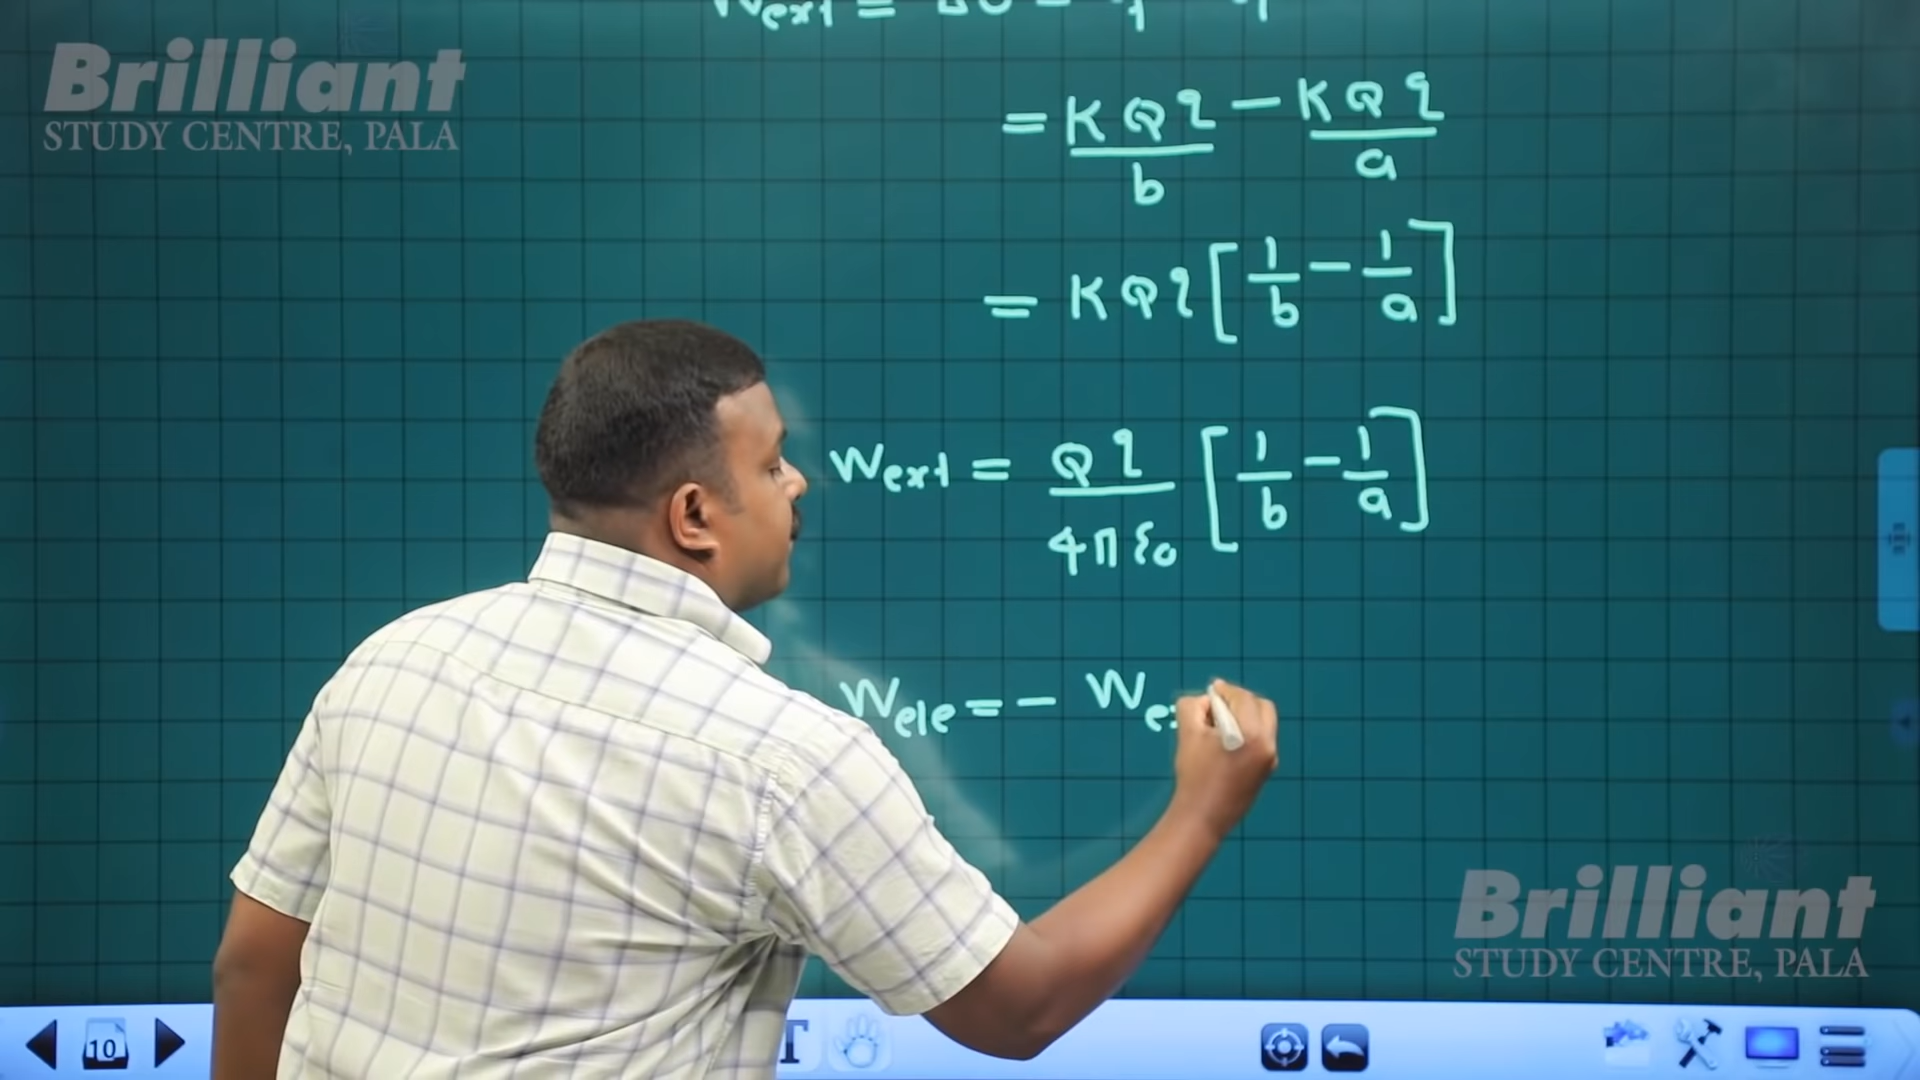 Brilliant
STUDY CENTRE, PALA
= KQq/b - KQq/a
= KQq [1/b - 1/a]
Wext = Qq/4πε0 [1/b - 1/a]
Wele = - We
Brilliant
STUDY CENTRE, PALA
10
T